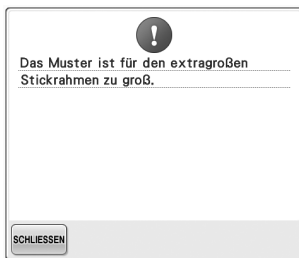 Das Muster ist für den extragroßen
Stickrahmen zu groß.
SCHLIESSEN